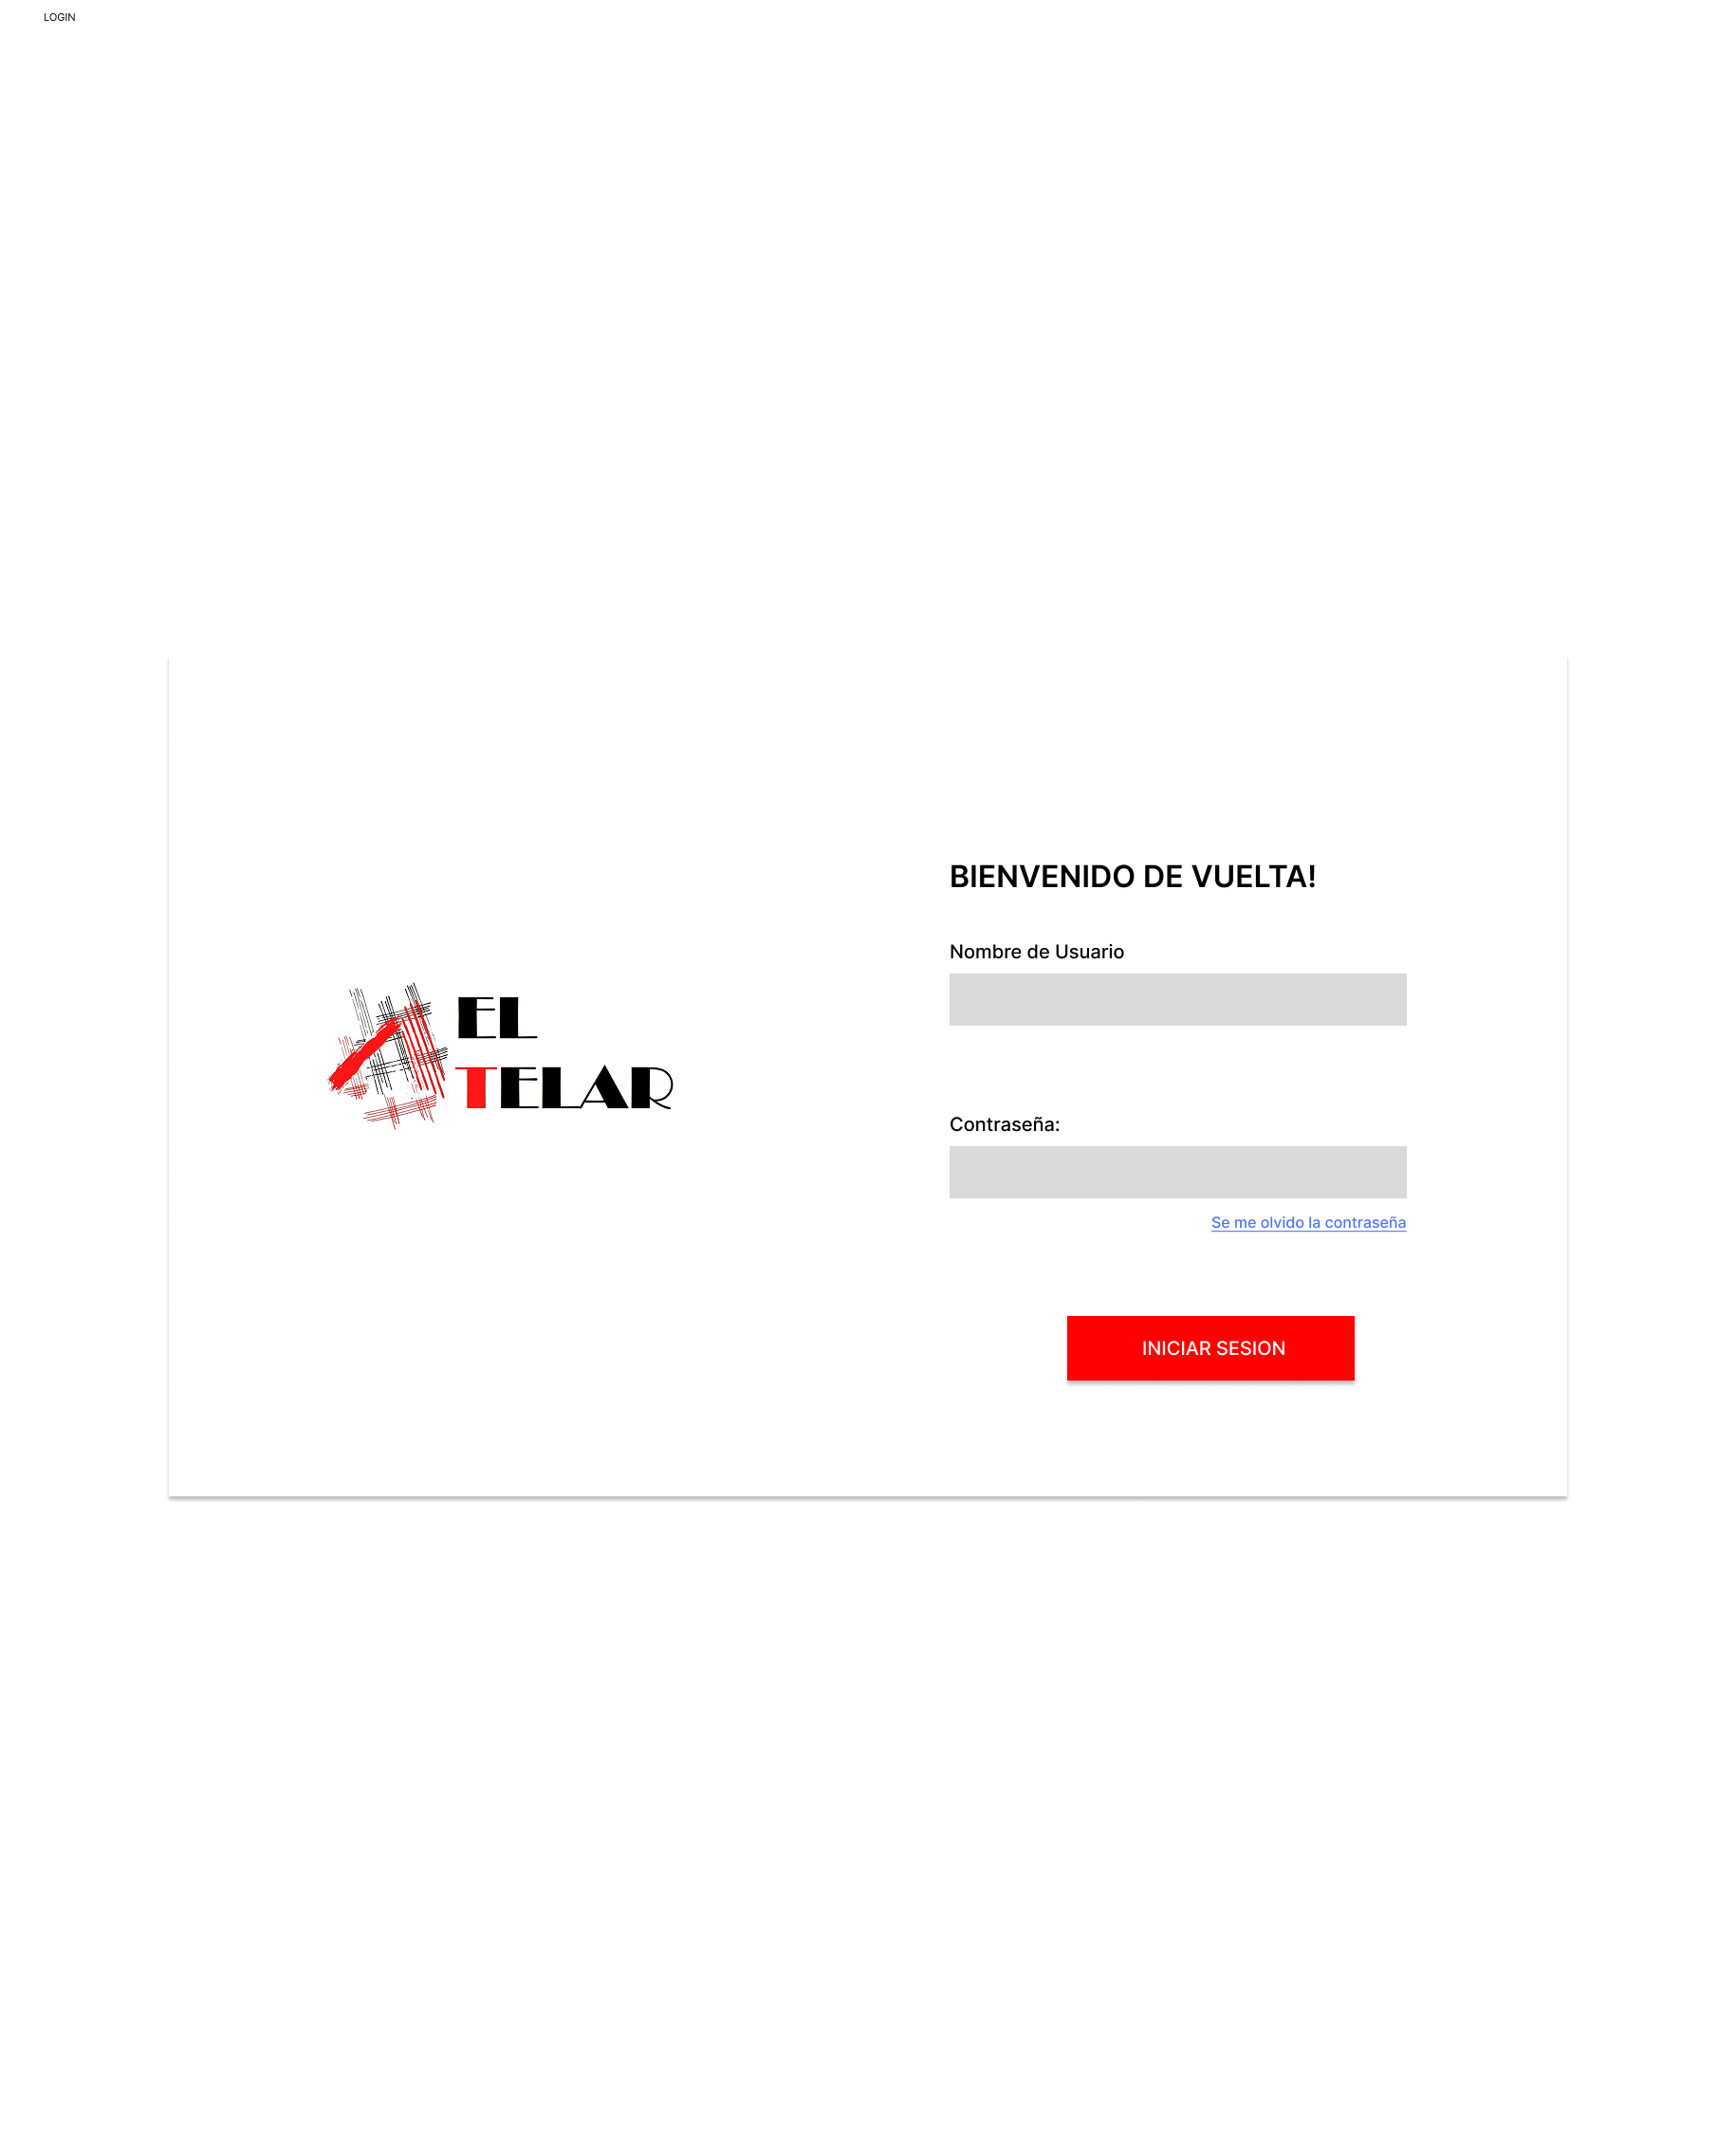 LOGIN
EL
TELAR
BIENVENIDO DE VUELTA!
Nombre de Usuario
Contraseña:
Se me olvido la contraseña
INICIAR SESION